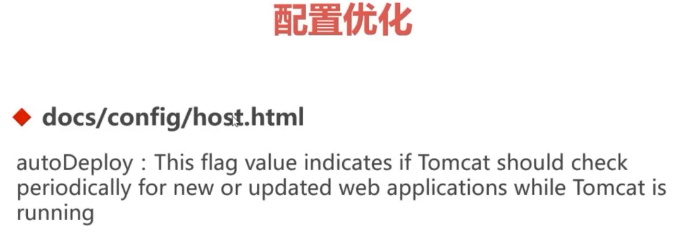 配置优化
docs/config/host.html
autoDeploy：This flag value indicates if Tomcat should check
periodically for new or updated web applications while Tomcat is
running